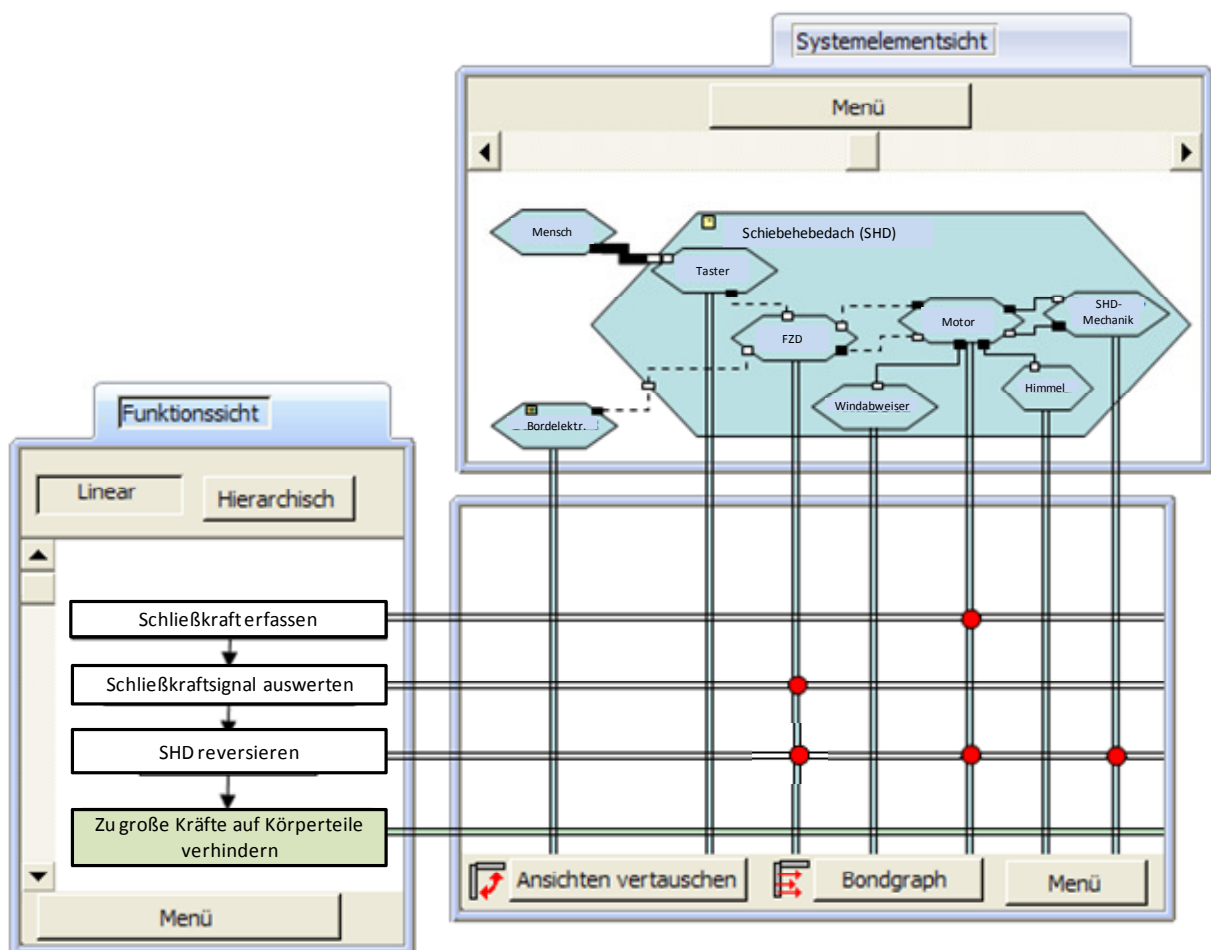 Systemelementsicht
Menü
Mensch
Schiebehebedach (SHD)
Taster
FZD
Motor
SHD-
Mechanik
Windabweiser
Himmel
Bordelektr.
Funktionssicht
Linear
Hierarchisch
Schließkraft erfassen
Schließkraftsignal auswerten
SHD reversieren
Zu große Kräfte auf Körperteile
verhindern
Menü
Ansichten vertauschen
Bondgraph
Menü